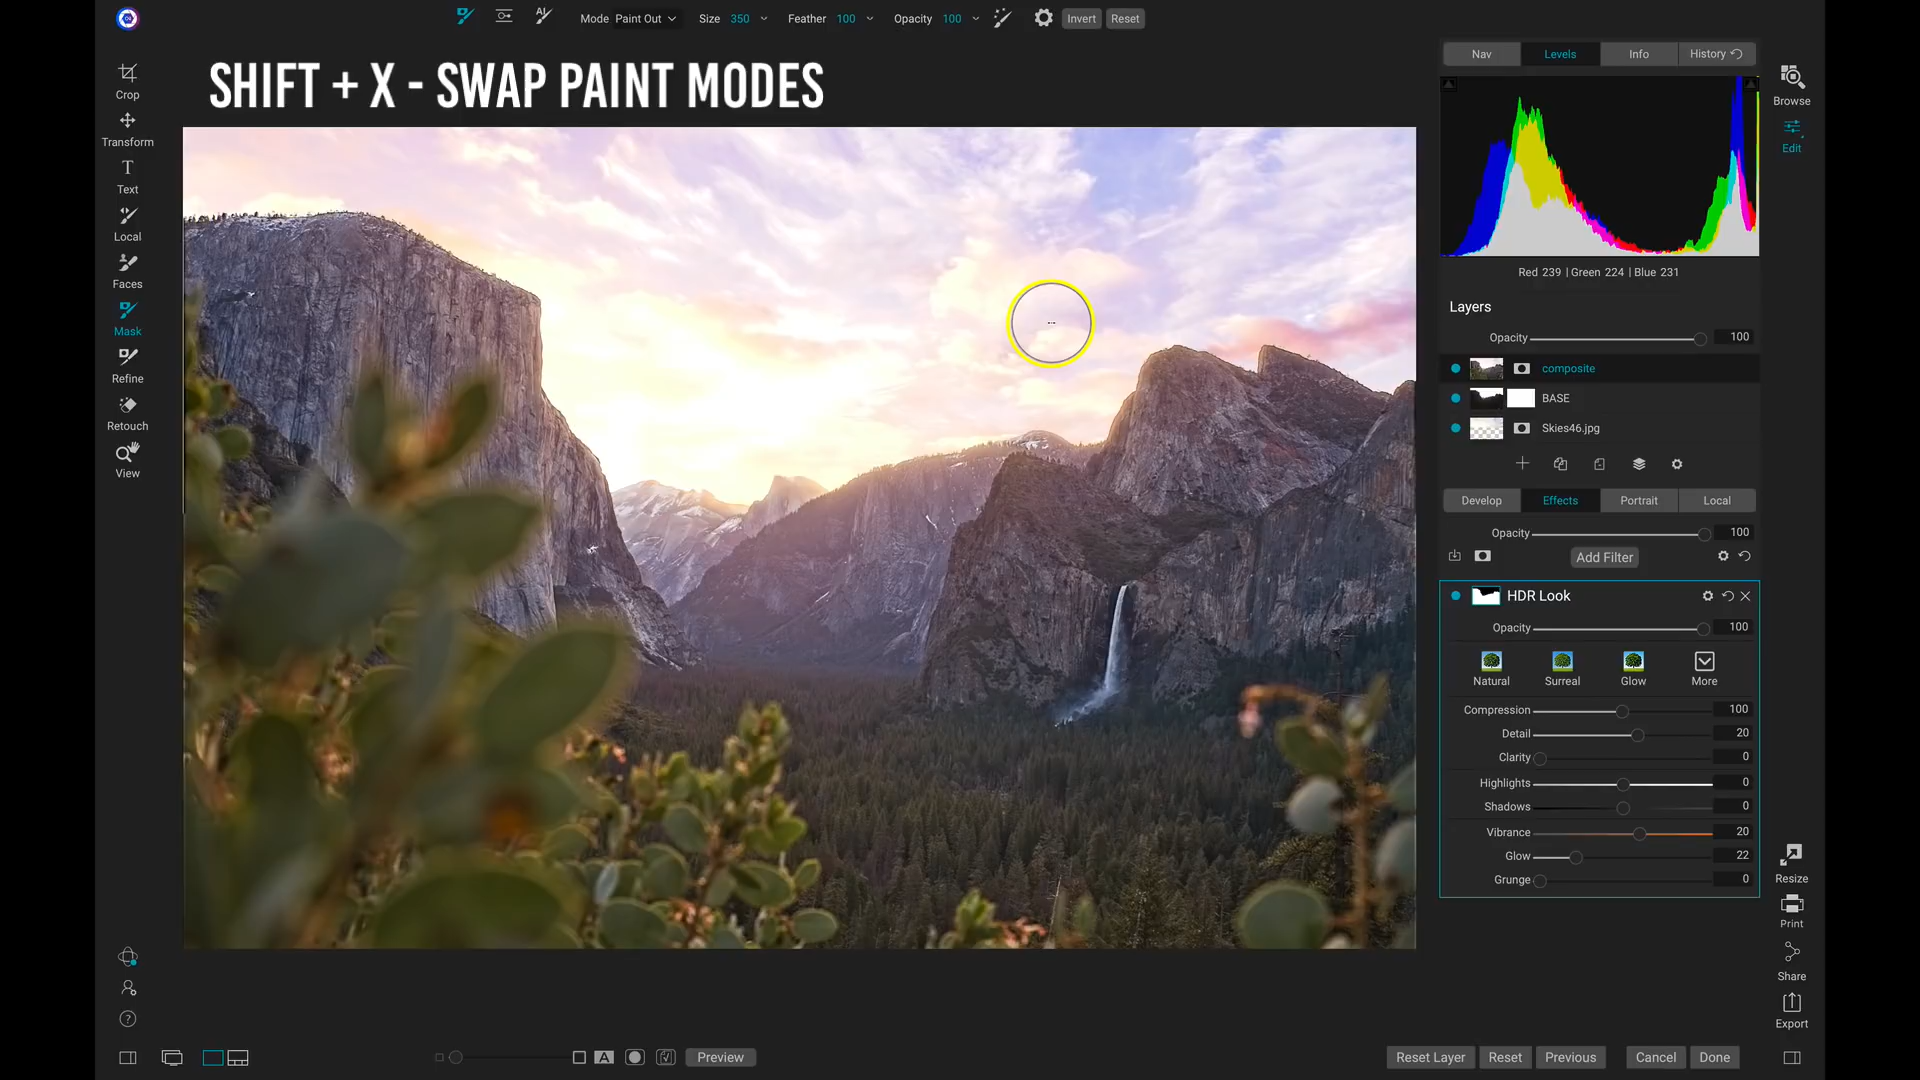 Mode Paint Out Size 350 Feather 100 Opacity 100 Invert Reset
SHIFT + X - SWAP PAINT MODES
Crop
Transform
Text
Local
Faces
Mask
Refine
Retouch
View
Nav Levels Info History
Red 239 | Green 224 | Blue 231
Layers
Opacity 100
composite
BASE
Skies46.jpg
Develop Effects Portrait Local
Opacity 100
Add Filter
HDR Look
Opacity 100
Natural Surreal Glow More
Compression 100
Detail 20
Clarity 0
Highlights 0
Shadows 0
Vibrance 20
Glow 22
Grunge 0
Browse
Edit
Resize
Print
Share
Export
A Preview
Reset Layer Reset Previous Cancel Done